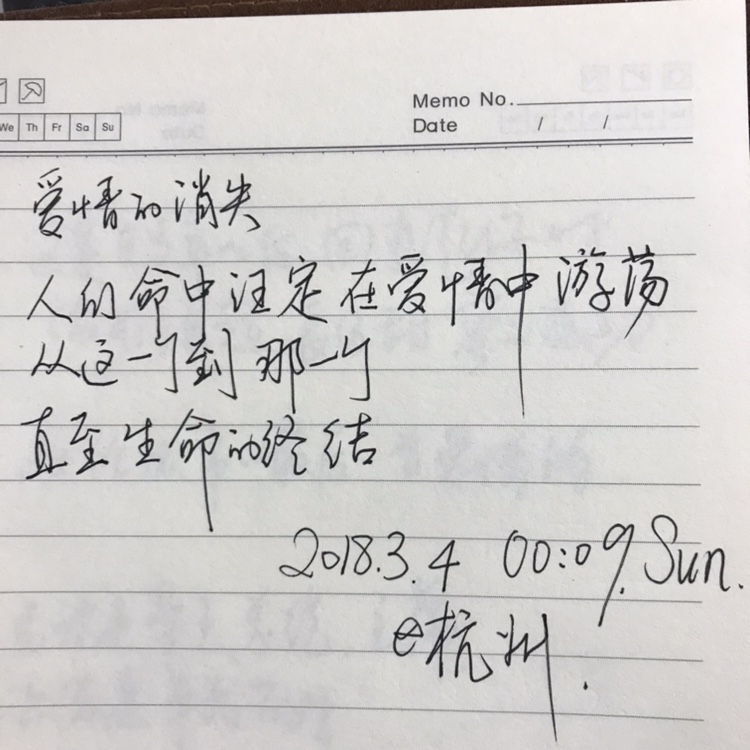 Memo No.
We Th Fr Sa Su
Date / /
爱情的消失
人们命中注定在爱情中游荡
从这一个到那一个
直至生命的终结
2018.3.4 00:09. Sun.
@杭州.